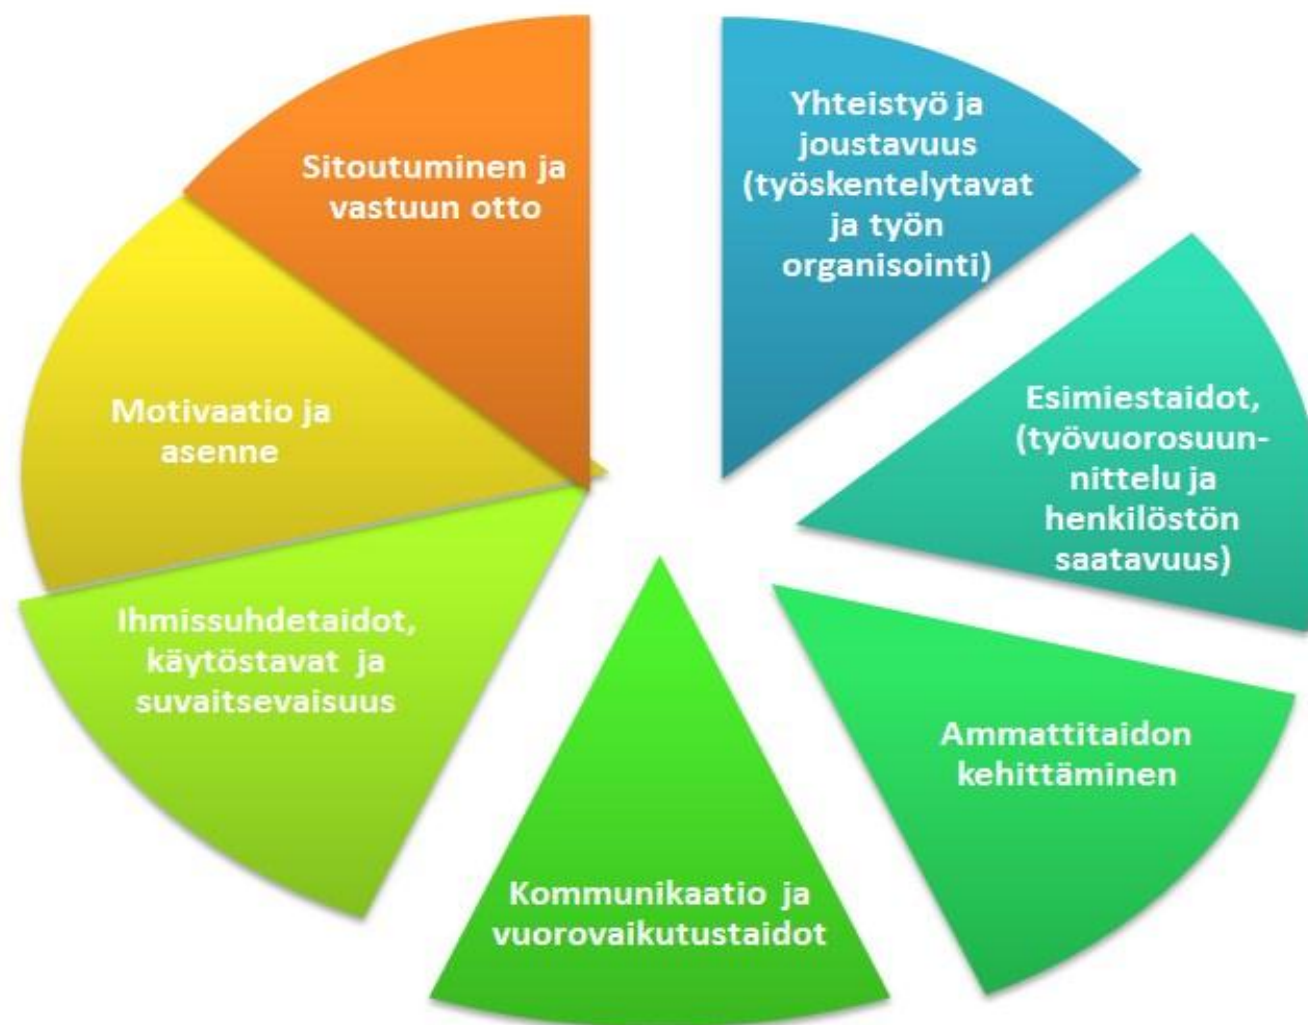 Yhteistyö ja
joustavuus
(työskentelytavat
ja työn
organisointi)
Esimiestaidot,
(työvuorosuun-
nittelu ja
henkilöstön
saatavuus)
Ammattitaidon
kehittäminen
Kommunikaatio ja
vuorovaikutustaidot
Ihmissuhdetaidot,
käytöstavat ja
suvaitsevaisuus
Motivaatio ja
asenne
Sitoutuminen ja
vastuun otto